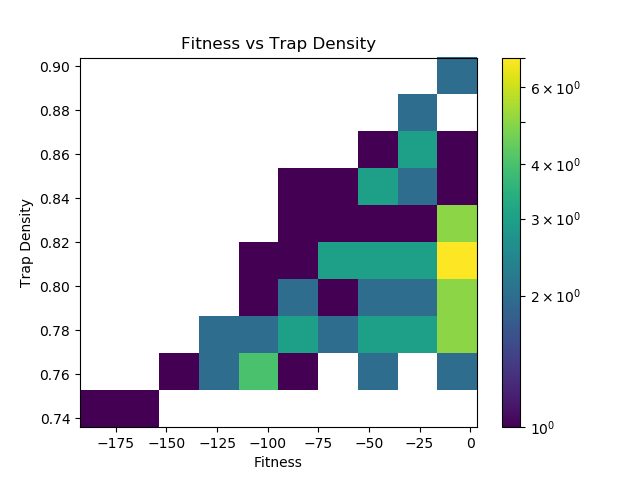 Fitness vs Trap Density
Trap Density
0.90
0.88
0.86
0.84
0.82
0.80
0.78
0.76
0.74
−175 −150 −125 −100 −75 −50 −25 0
Fitness
6 × 10⁰
4 × 10⁰
3 × 10⁰
2 × 10⁰
10⁰